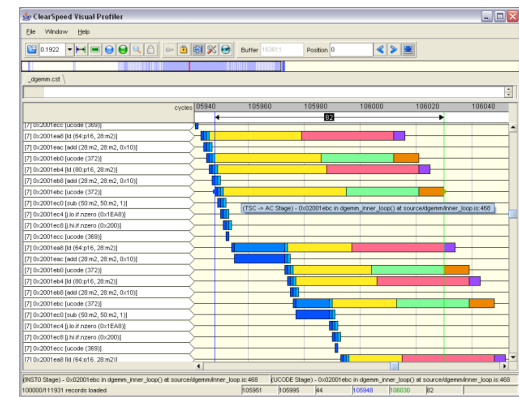 ClearSpeed Visual Profiler
File Window Help
0.1922 Buffer 163811 Position 0
_dgemm.cst
cycles 105940 105960 105980 106000 106020 106040
82
[7] 0x2001ecc [ucode (369)]
[7] 0x2001ea8 [ld (64:p16, 28:m2)]
[7] 0x2001eac [add (28:m2, 28:m2, 0x10)]
[7] 0x2001eb0 [ucode (372)]
[7] 0x2001eb4 [ld (80:p16, 28:m2)]
[7] 0x2001eb8 [add (28:m2, 28:m2, 0x10)]
[7] 0x2001ebc [ucode (372)]
[7] 0x2001ec0 [sub (50:m2, 50:m2, 1)]
(TSC -> AC Stage) - 0x02001ebc in dgemm_inner_loop() at source/dgemm/inner_loop.is:468
[7] 0x2001ec4 [j.lo.if.nzero (0x1EA8)]
[7] 0x2001ec8 [j.hi.if.nzero (0x200)]
[7] 0x2001ecc [ucode (369)]
[7] 0x2001ea8 [ld (64:p16, 28:m2)]
[7] 0x2001eac [add (28:m2, 28:m2, 0x10)]
[7] 0x2001eb0 [ucode (372)]
[7] 0x2001eb4 [ld (80:p16, 28:m2)]
[7] 0x2001eb8 [add (28:m2, 28:m2, 0x10)]
[7] 0x2001ebc [ucode (372)]
[7] 0x2001ec0 [sub (50:m2, 50:m2, 1)]
[7] 0x2001ec4 [j.lo.if.nzero (0x1EA8)]
[7] 0x2001ec8 [j.hi.if.nzero (0x200)]
[7] 0x2001ecc [ucode (369)]
[7] 0x2001ea8 [ld (64:p16, 28:m2)]
(INST0 Stage) - 0x02001ebc in dgemm_inner_loop() at source/dgemm/inner_loop.is:468 (UCODE Stage) - 0x02001ebc in dgemm_inner_loop() at source/dgemm/inner_loop.is:468
100000/111931 records loaded 105951 105995 44 105948 106030 82